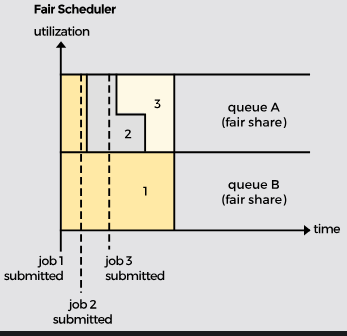 Fair Scheduler
utilization
3
queue A
(fair share)
2
1
queue B
(fair share)
time
job 1
submitted
job 3
submitted
job 2
submitted